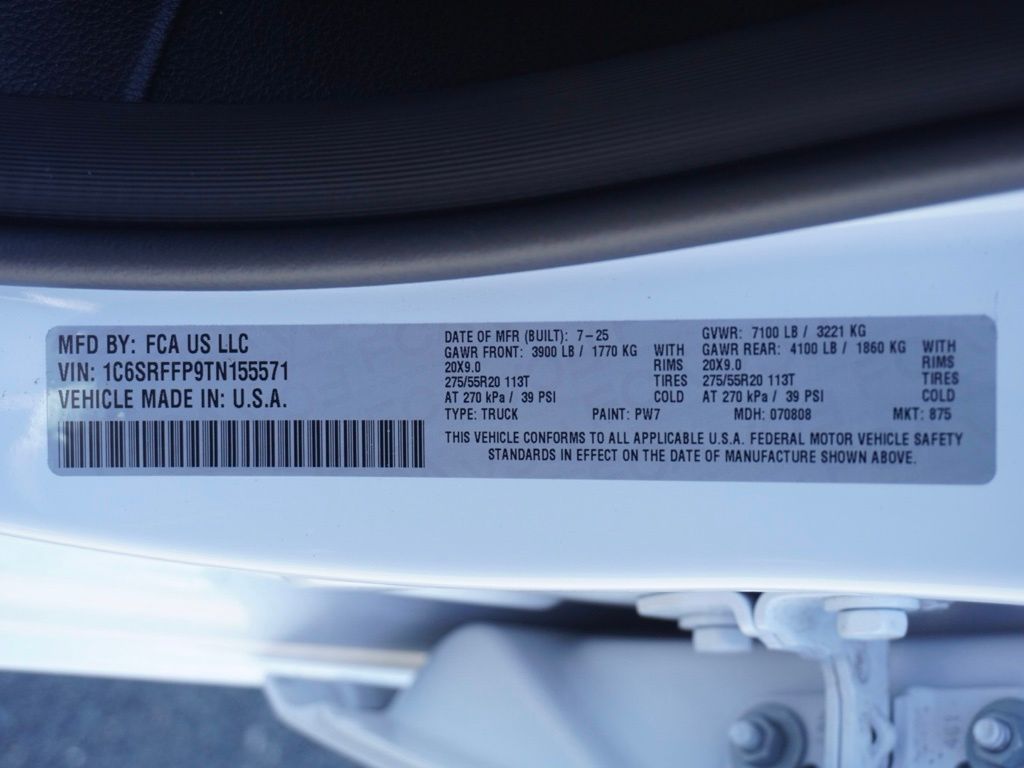 MFD BY: FCA US LLC
VIN: 1C6SRFFP9TN155571
VEHICLE MADE IN: U.S.A.
DATE OF MFR (BUILT): 7-25
GAWR FRONT: 3900 LB / 1770 KG WITH
20X9.0 RIMS
275/55R20 113T TIRES
AT 270 kPa / 39 PSI COLD
TYPE: TRUCK PAINT: PW7
GVWR: 7100 LB / 3221 KG
GAWR REAR: 4100 LB / 1860 KG WITH
20X9.0 RIMS
275/55R20 113T TIRES
AT 270 kPa / 39 PSI COLD
MDH: 070808 MKT: 875
THIS VEHICLE CONFORMS TO ALL APPLICABLE U.S.A. FEDERAL MOTOR VEHICLE SAFETY
STANDARDS IN EFFECT ON THE DATE OF MANUFACTURE SHOWN ABOVE.